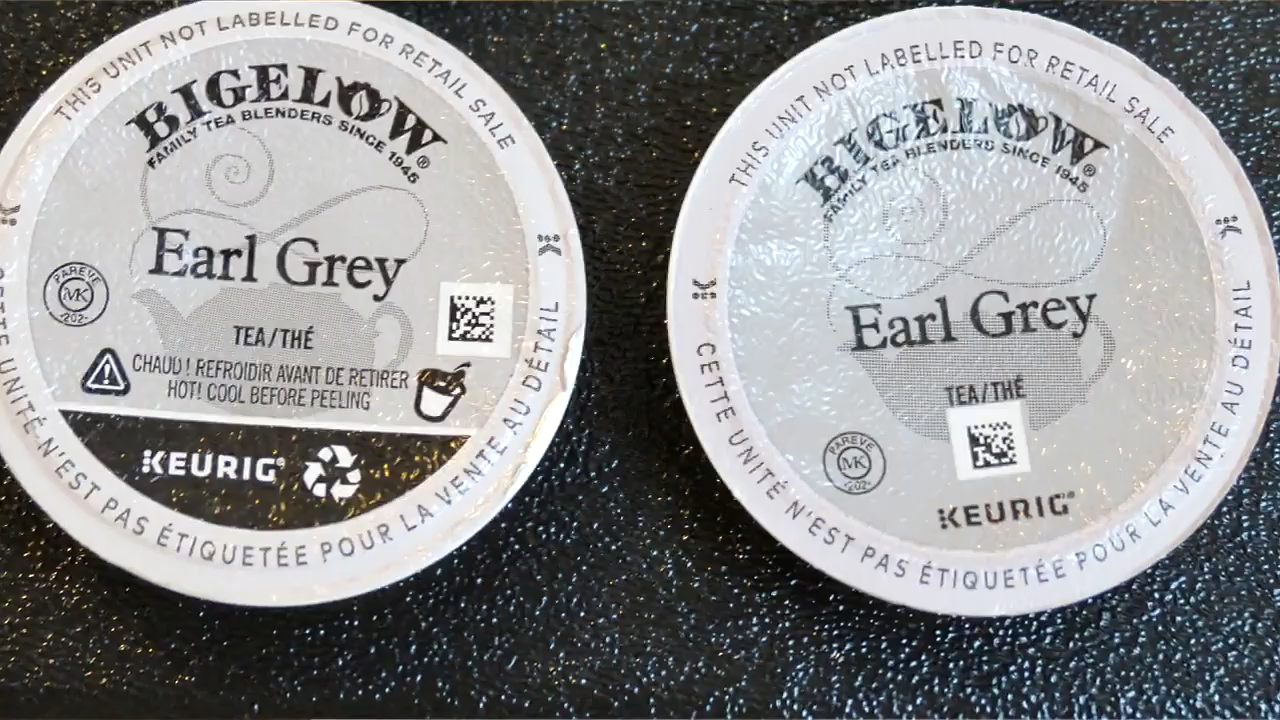 THIS UNIT NOT LABELLED FOR RETAIL SALE
BIGELOW®
FAMILY TEA BLENDERS SINCE 1945
Earl Grey
PAREVE
MK
-202-
TEA/THÉ
CHAUD! REFROIDIR AVANT DE RETIRER
HOT! COOL BEFORE PEELING
KEURIG®
CETTE UNITÉ N'EST PAS ÉTIQUETÉE POUR LA VENTE AU DÉTAIL
THIS UNIT NOT LABELLED FOR RETAIL SALE
BIGELOW®
FAMILY TEA BLENDERS SINCE 1945
Earl Grey
TEA/THÉ
PAREVE
MK
-202-
KEURIG®
CETTE UNITÉ N'EST PAS ÉTIQUETÉE POUR LA VENTE AU DÉTAIL